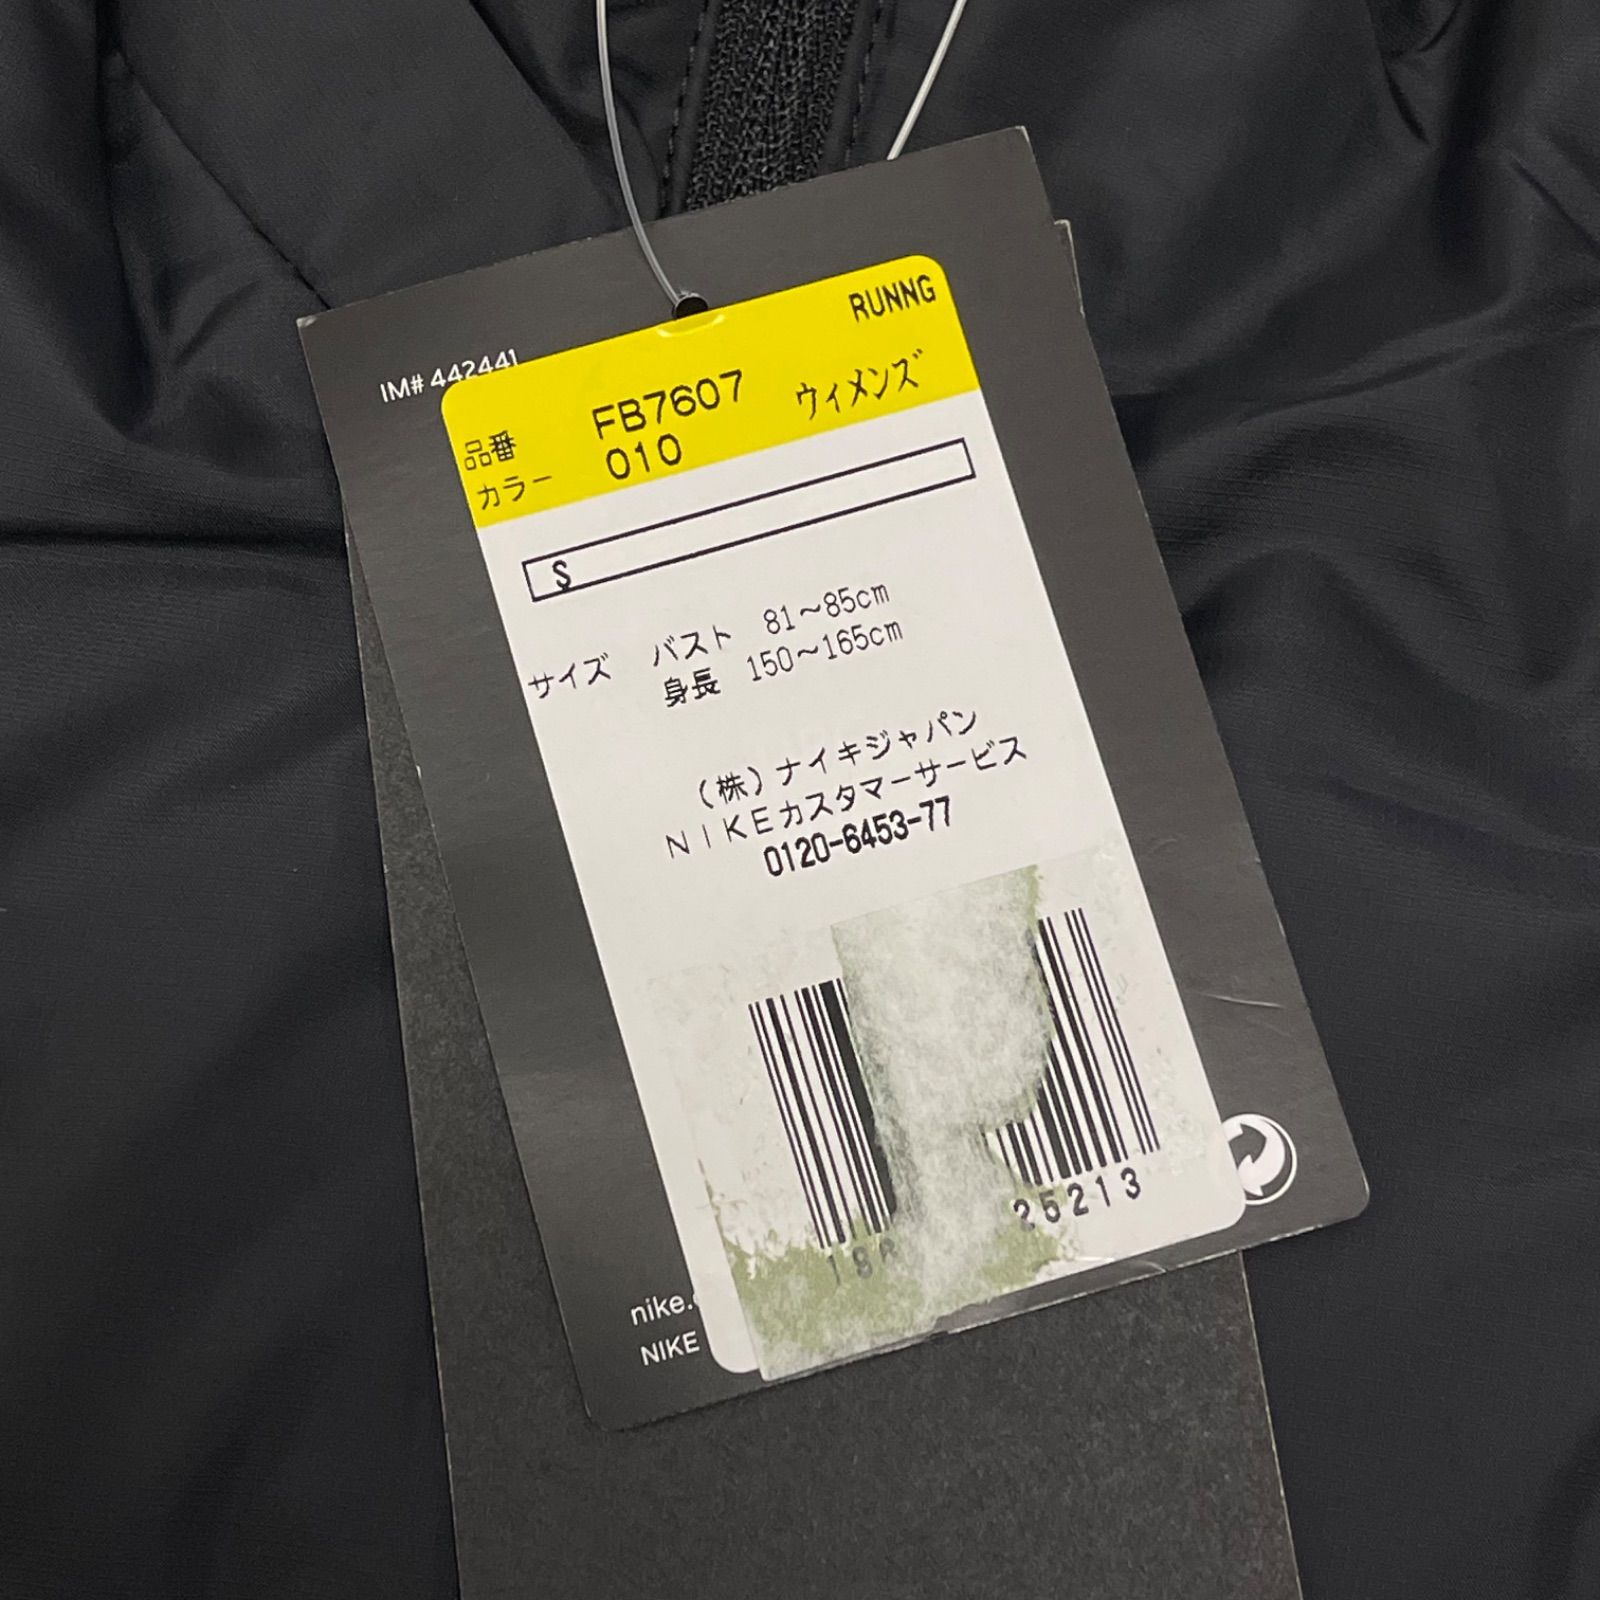 IM# 442441
RUNNG
品番 FB7607 ウィメンズ
カラー 010
S
サイズ バスト 81～85cm
身長 150～165cm
(株)ナイキジャパン
NIKEカスタマーサービス
0120-6453-77
25213
nike.
NIKE